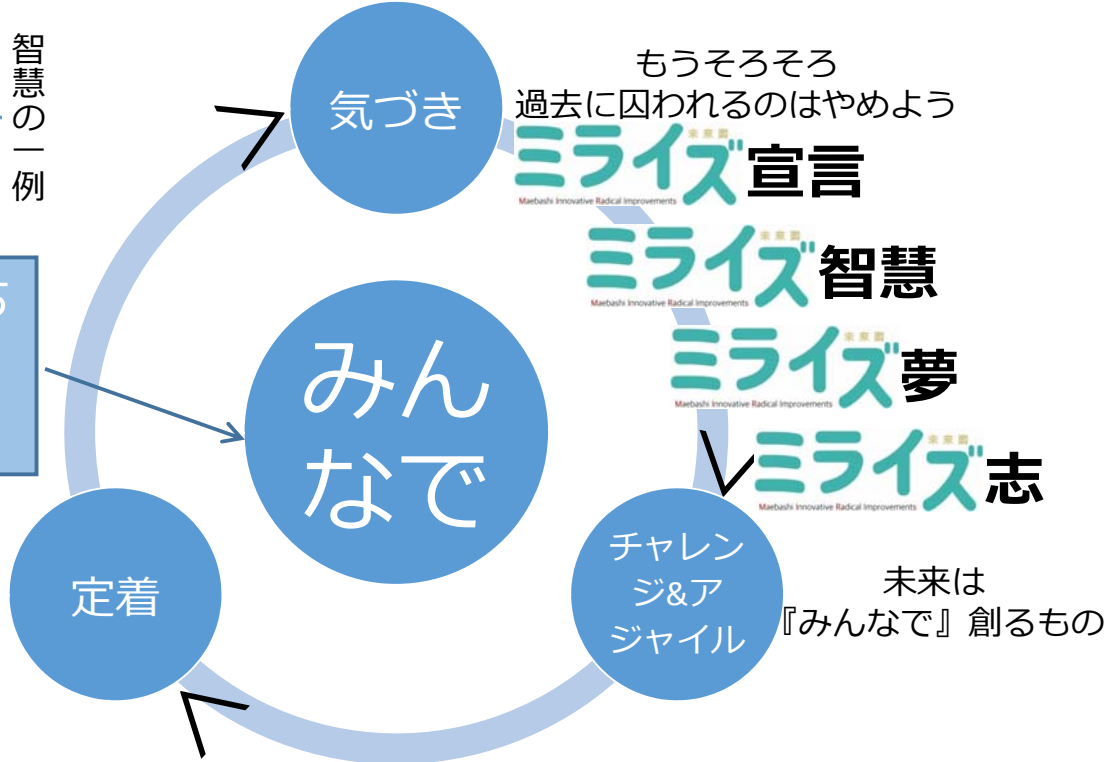 智慧の一例
気づき
もうそろそろ
過去に囚われるのはやめよう
未来圖
ミライズ宣言
Maebashi Innovative Radical Improvements
未来圖
ミライズ智慧
Maebashi Innovative Radical Improvements
未来圖
ミライズ夢
Maebashi Innovative Radical Improvements
未来圖
ミライズ志
Maebashi Innovative Radical Improvements
みん
なで
チャレン
ジ&ア
ジャイル
定着
未来は
『みんなで』創るもの